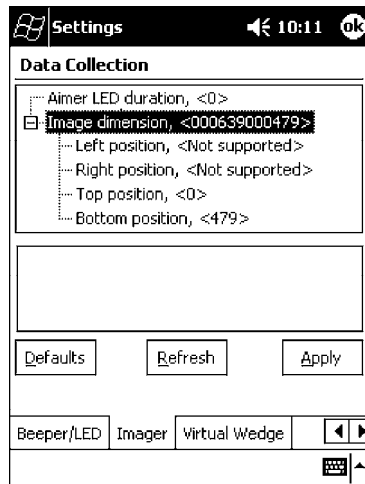 Settings 10:11 ok
Data Collection
Aimer LED duration, <0>
Image dimension, <000639000479>
Left position, <Not supported>
Right position, <Not supported>
Top position, <0>
Bottom position, <479>
Defaults Refresh Apply
Beeper/LED Imager Virtual Wedge